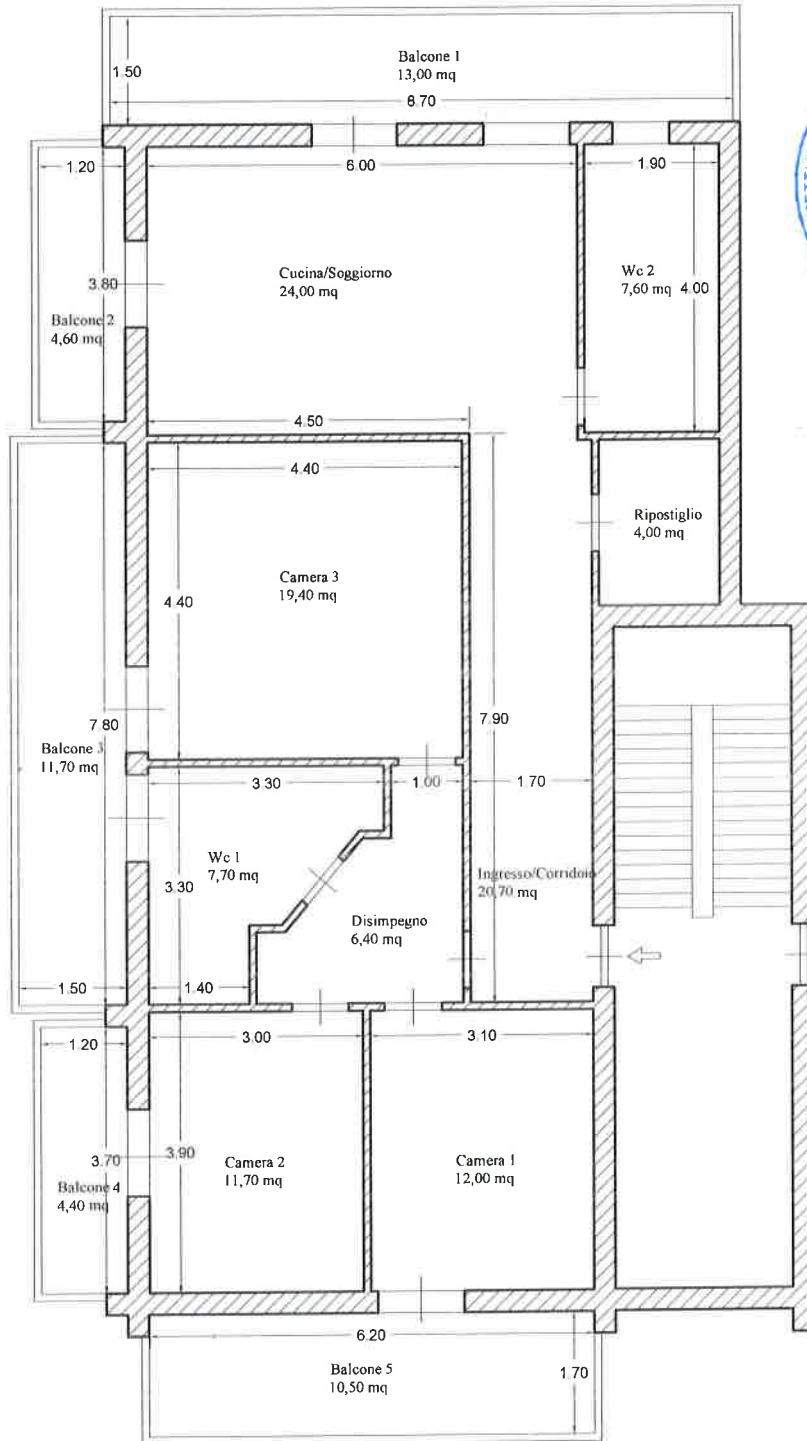 Balcone 1
13,00 mq
1.50
8.70
1.20
6.00
1.90
Cucina/Soggiorno
24,00 mq
Wc 2
7,60 mq
4.00
3.80
Balcone 2
4,60 mq
4.50
4.40
Ripostiglio
4,00 mq
Camera 3
19,40 mq
4.40
7.90
7.80
Balcone 3
11,70 mq
3.30
1.00
1.70
Wc 1
7,70 mq
3.30
Ingresso/Corridoio
20,70 mq
Disimpegno
6,40 mq
1.50
1.40
1.20
3.00
3.10
3.70
3.90
Camera 2
11,70 mq
Camera 1
12,00 mq
Balcone 4
4,40 mq
6.20
Balcone 5
10,50 mq
1.70